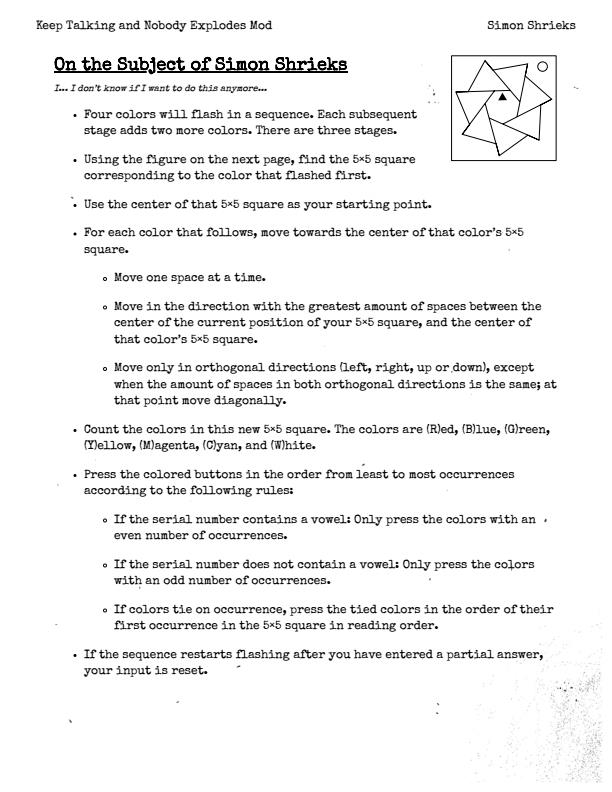 Keep Talking and Nobody Explodes Mod
Simon Shrieks
On the Subject of Simon Shrieks
I... I don't know if I want to do this anymore...
• Four colors will flash in a sequence. Each subsequent
stage adds two more colors. There are three stages.
• Using the figure on the next page, find the 5×5 square
corresponding to the color that flashed first.
• Use the center of that 5×5 square as your starting point.
• For each color that follows, move towards the center of that color's 5×5
square.
◦ Move one space at a time.
◦ Move in the direction with the greatest amount of spaces between the
center of the current position of your 5×5 square, and the center of
that color's 5×5 square.
◦ Move only in orthogonal directions (left, right, up or down), except
when the amount of spaces in both orthogonal directions is the same; at
that point move diagonally.
• Count the colors in this new 5×5 square. The colors are (R)ed, (B)lue, (G)reen,
(Y)ellow, (M)agenta, (C)yan, and (W)hite.
• Press the colored buttons in the order from least to most occurrences
according to the following rules:
◦ If the serial number contains a vowel: Only press the colors with an
even number of occurrences.
◦ If the serial number does not contain a vowel: Only press the colors
with an odd number of occurrences.
◦ If colors tie on occurrence, press the tied colors in the order of their
first occurrence in the 5×5 square in reading order.
• If the sequence restarts flashing after you have entered a partial answer,
your input is reset.